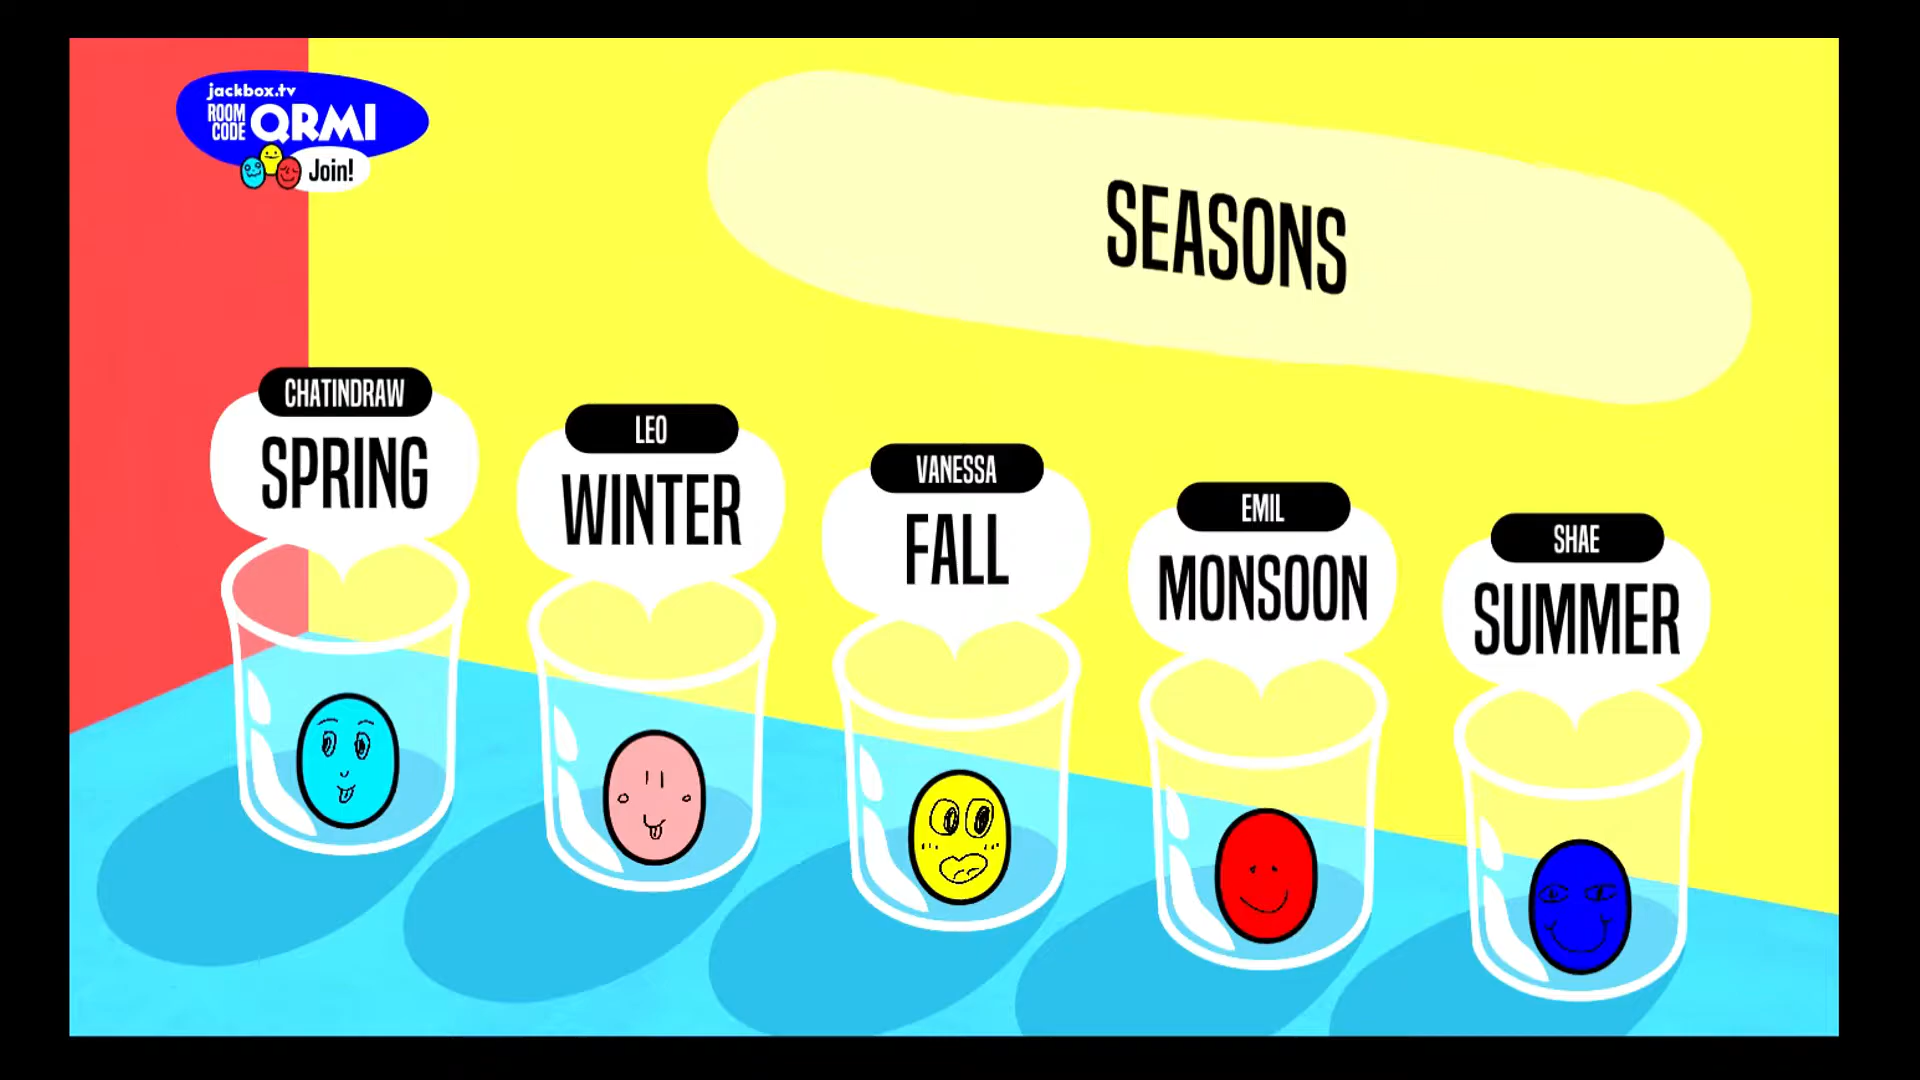 jackbox.tv
ROOM
CODE
QRMI
Join!
SEASONS
CHATINDRAW
SPRING
LEO
WINTER
VANESSA
FALL
EMIL
MONSOON
SHAE
SUMMER